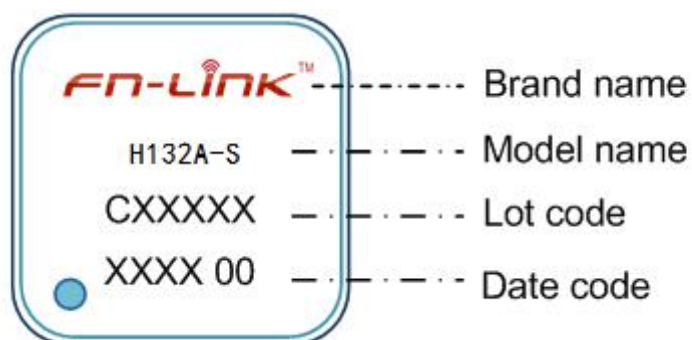 FN-LINK™ Brand name
H132A-S Model name
CXXXXX Lot code
XXXX 00 Date code